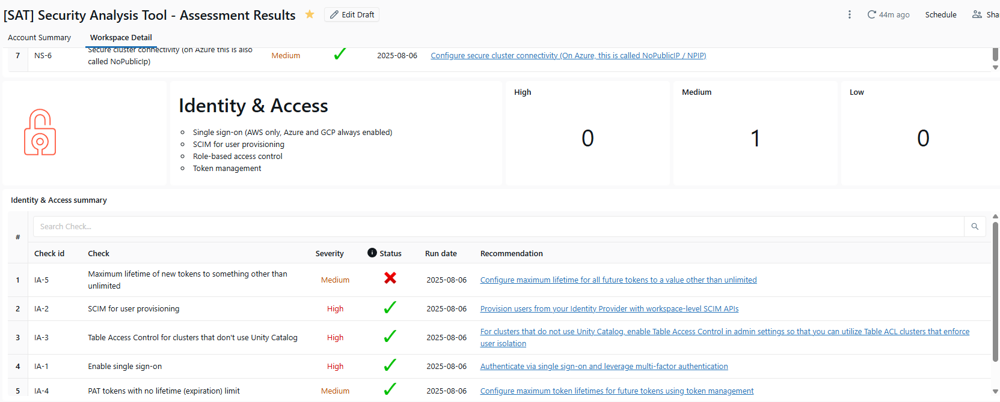 [SAT] Security Analysis Tool - Assessment Results
Edit Draft
44m ago
Schedule
Account Summary
Workspace Detail
7 NS-6 Secure cluster connectivity (on Azure this is also
called NoPublicIp)
Medium 2025-08-06 Configure secure cluster connectivity (On Azure, this is called NoPublicIP / NPIP)
Identity & Access
Single sign-on (AWS only, Azure and GCP always enabled)
SCIM for user provisioning
Role-based access control
Token management
High
0
Medium
1
Low
0
Identity & Access summary
Search Check...
# Check id Check Severity i Status Run date Recommendation
1 IA-5 Maximum lifetime of new tokens to something other than
unlimited
Medium 2025-08-06 Configure maximum lifetime for all future tokens to a value other than unlimited
2 IA-2 SCIM for user provisioning High 2025-08-06 Provision users from your Identity Provider with workspace-level SCIM APIs
3 IA-3 Table Access Control for clusters that don't use Unity Catalog High 2025-08-06 For clusters that do not use Unity Catalog, enable Table Access Control in admin settings so that you can utilize Table ACL clusters that enforce
user isolation
4 IA-1 Enable single sign-on High 2025-08-06 Authenticate via single sign-on and leverage multi-factor authentication
5 IA-4 PAT tokens with no lifetime (expiration) limit Medium 2025-08-06 Configure maximum token lifetimes for future tokens using token management